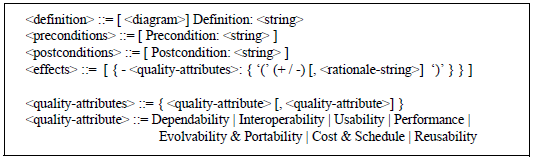 <definition> ::= [ <diagram>] Definition: <string>
<preconditions> ::= [ Precondition: <string> ]
<postconditions> ::= [ Postcondition: <string> ]
<effects> ::= [ { - <quality-attributes>: { ‘(’ (+ / -) [, <rationale-string>] ‘)’ } } ]
<quality-attributes> ::= { <quality-attribute> [, <quality-attribute>] }
<quality-attribute> ::= Dependability | Interoperability | Usability | Performance |
Evolvability & Portability | Cost & Schedule | Reusability